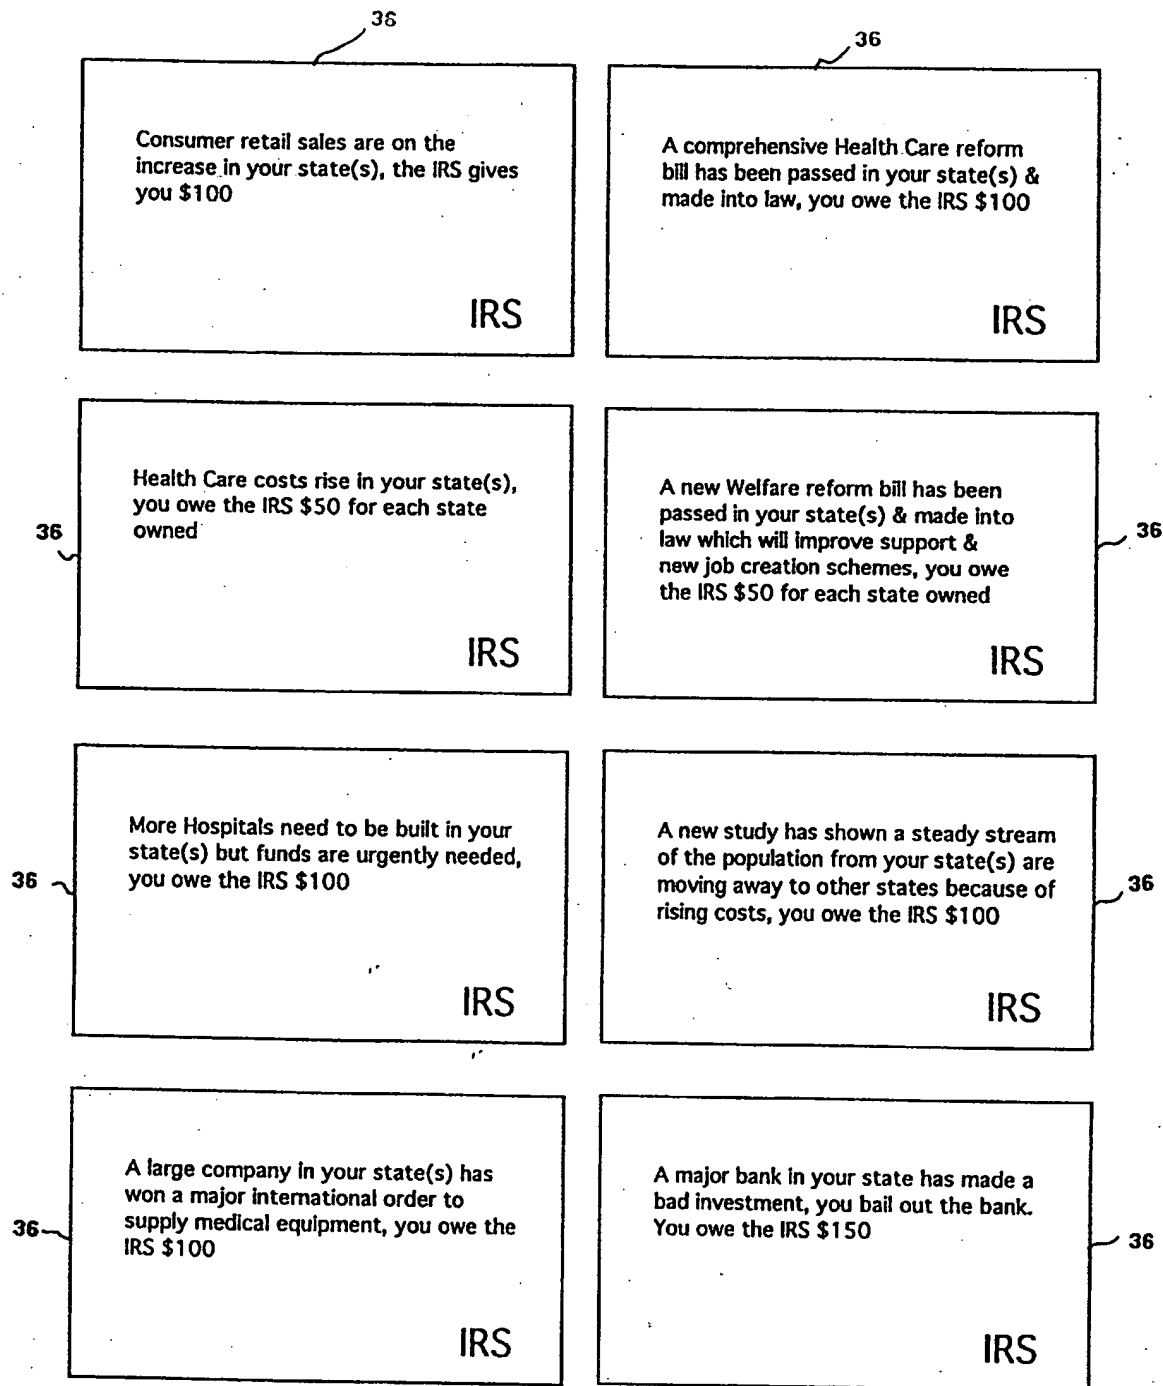 36
36
Consumer retail sales are on the
increase in your state(s), the IRS gives
you $100
IRS
A comprehensive Health Care reform
bill has been passed in your state(s) &
made into law, you owe the IRS $100
IRS
36
Health Care costs rise in your state(s),
you owe the IRS $50 for each state
owned
IRS
A new Welfare reform bill has been
passed in your state(s) & made into
law which will improve support &
new job creation schemes, you owe
the IRS $50 for each state owned
IRS
36
36
More Hospitals need to be built in your
state(s) but funds are urgently needed,
you owe the IRS $100
IRS
A new study has shown a steady stream
of the population from your state(s) are
moving away to other states because of
rising costs, you owe the IRS $100
IRS
36
36
A large company in your state(s) has
won a major international order to
supply medical equipment, you owe the
IRS $100
IRS
A major bank in your state has made a
bad investment, you bail out the bank.
You owe the IRS $150
IRS
36